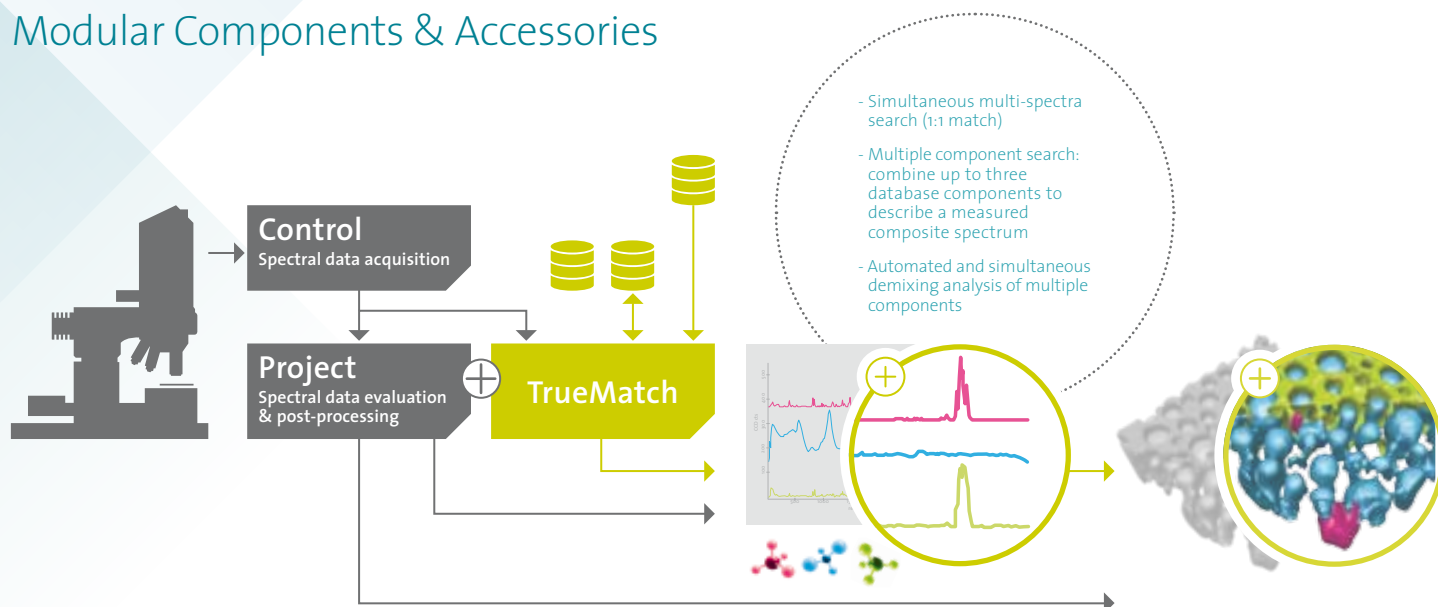 Modular Components & Accessories
- Simultaneous multi-spectra
search (1:1 match)
- Multiple component search:
combine up to three
database components to
describe a measured
composite spectrum
- Automated and simultaneous
demixing analysis of multiple
components
Control
Spectral data acquisition
Project
Spectral data evaluation
& post-processing
TrueMatch